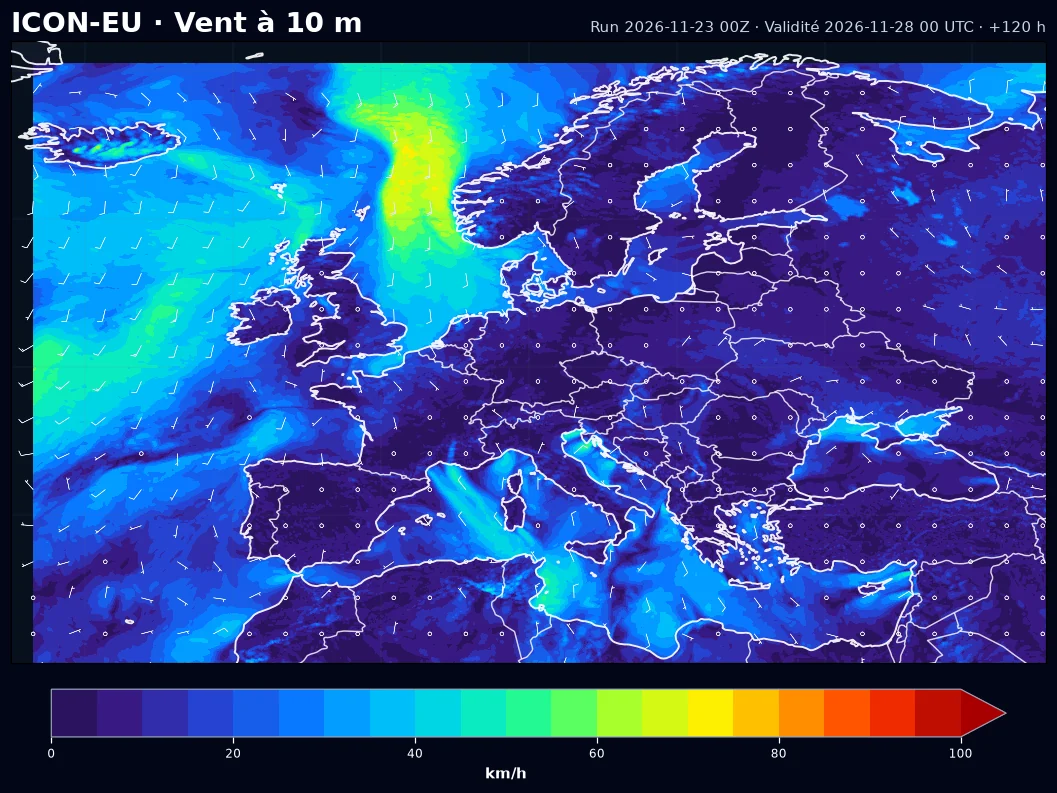 ICON-EU · Vent à 10 m
Run 2026-11-23 00Z · Validité 2026-11-28 00 UTC · +120 h
0 20 40 60 80 100
km/h